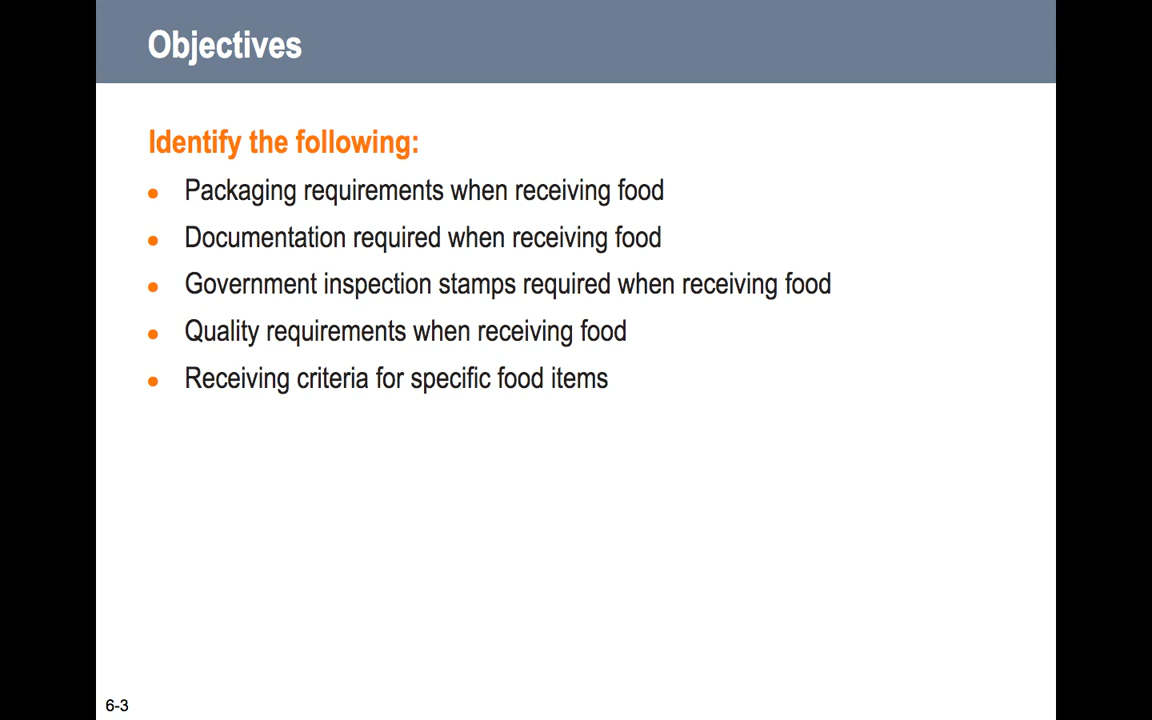 Objectives
Identify the following:
Packaging requirements when receiving food
Documentation required when receiving food
Government inspection stamps required when receiving food
Quality requirements when receiving food
Receiving criteria for specific food items
6-3